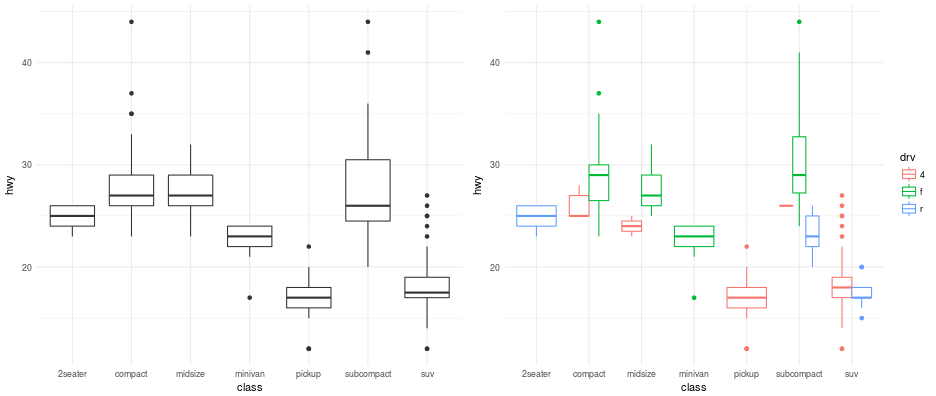 hwy
40
30
20
2seater compact midsize minivan pickup subcompact suv
class
hwy
40
30
20
2seater compact midsize minivan pickup subcompact suv
class
drv
4
f
r